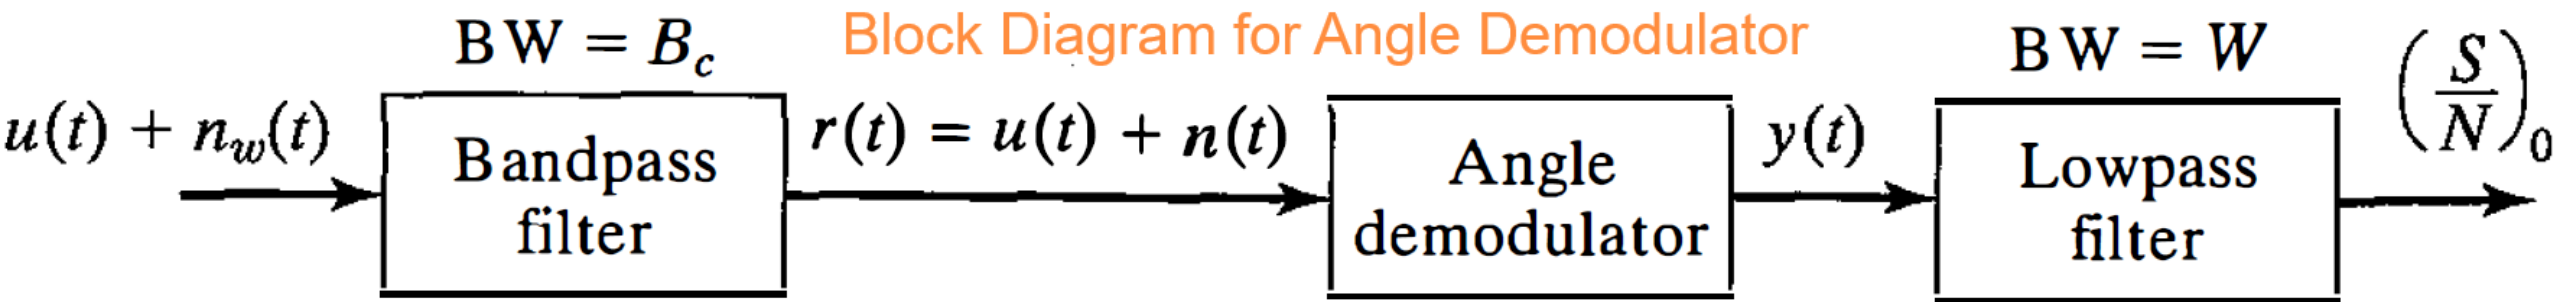 BW = B_c
Block Diagram for Angle Demodulator
BW = W
u(t) + n_w(t)
Bandpass
filter
r(t) = u(t) + n(t)
Angle
demodulator
y(t)
Lowpass
filter
(S/N)_0